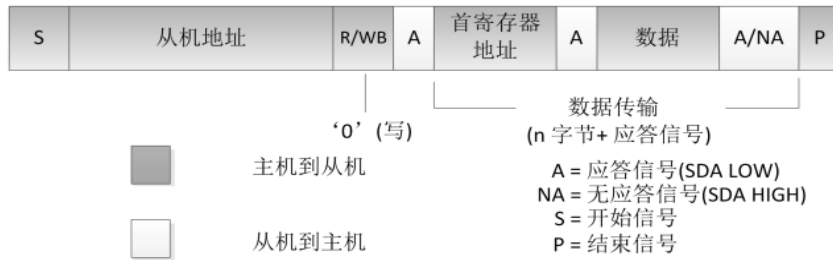 S 从机地址 R/WB A 首寄存器 A 数据 A/NA P
地址
‘0’ (写)
数据传输
(n 字节+ 应答信号)
主机到从机
A = 应答信号(SDA LOW)
NA = 无应答信号(SDA HIGH)
S = 开始信号
从机到主机
P = 结束信号